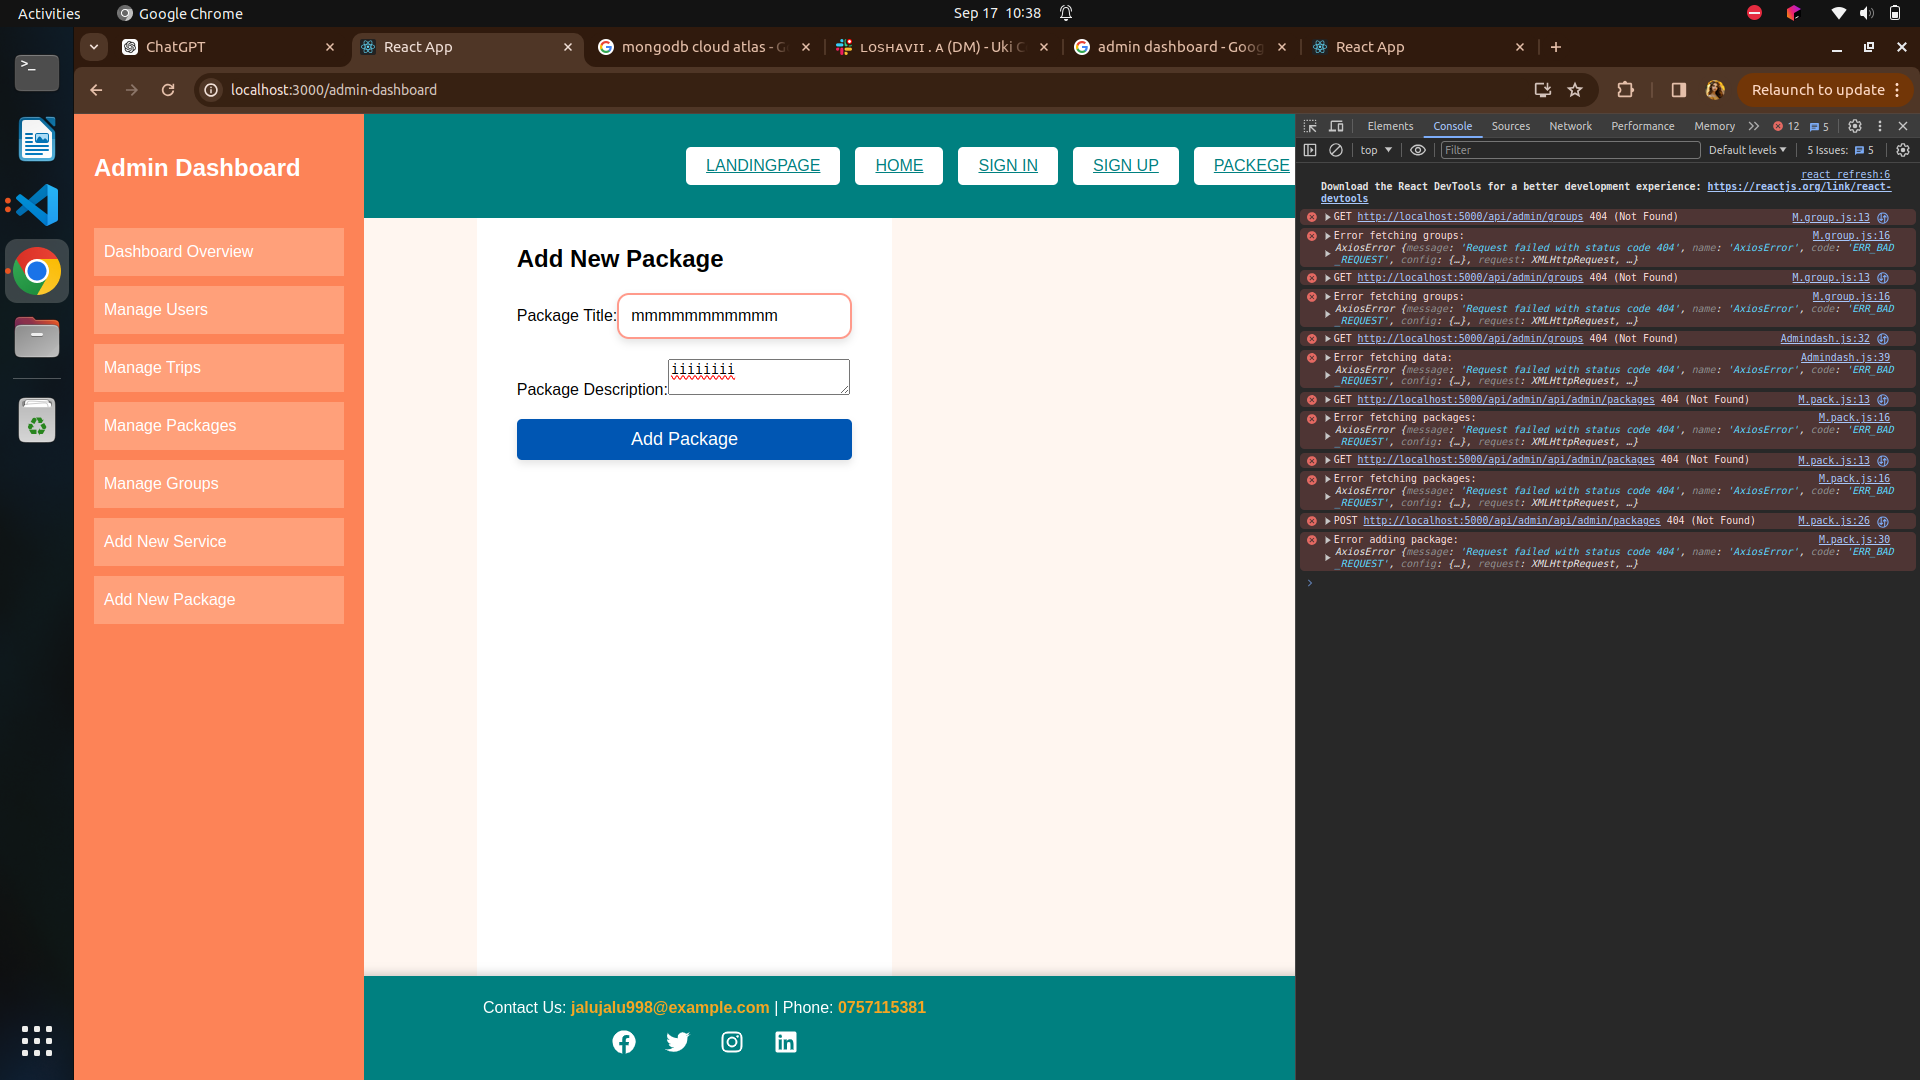 Activities
Google Chrome
Sep 17 10:38
ChatGPT
React App
mongodb cloud atlas - G
ʟᴏsʜᴀᴠɪɪ . ᴀ (DM) - Uki C
admin dashboard - Goog
React App
localhost:3000/admin-dashboard
Relaunch to update
Admin Dashboard
Dashboard Overview
Manage Users
Manage Trips
Manage Packages
Manage Groups
Add New Service
Add New Package
LANDINGPAGE
HOME
SIGN IN
SIGN UP
PACKEGE
Add New Package
Package Title:
mmmmmmmmmmm
Package Description:
iiiiiiii
Add Package
Contact Us: jalujalu998@example.com | Phone: 0757115381
Elements Console Sources Network Performance Memory 12 5
top Filter Default levels 5 Issues: 5
react refresh:6
Download the React DevTools for a better development experience: https://reactjs.org/link/react-
devtools
GET http://localhost:5000/api/admin/groups 404 (Not Found) M.group.js:13
Error fetching groups: M.group.js:16
AxiosError {message: 'Request failed with status code 404', name: 'AxiosError', code: 'ERR_BAD
_REQUEST', config: {…}, request: XMLHttpRequest, …}
GET http://localhost:5000/api/admin/groups 404 (Not Found) M.group.js:13
Error fetching groups: M.group.js:16
AxiosError {message: 'Request failed with status code 404', name: 'AxiosError', code: 'ERR_BAD
_REQUEST', config: {…}, request: XMLHttpRequest, …}
GET http://localhost:5000/api/admin/groups 404 (Not Found) Admindash.js:32
Error fetching data: Admindash.js:39
AxiosError {message: 'Request failed with status code 404', name: 'AxiosError', code: 'ERR_BAD
_REQUEST', config: {…}, request: XMLHttpRequest, …}
GET http://localhost:5000/api/admin/api/admin/packages 404 (Not Found) M.pack.js:13
Error fetching packages: M.pack.js:16
AxiosError {message: 'Request failed with status code 404', name: 'AxiosError', code: 'ERR_BAD
_REQUEST', config: {…}, request: XMLHttpRequest, …}
GET http://localhost:5000/api/admin/api/admin/packages 404 (Not Found) M.pack.js:13
Error fetching packages: M.pack.js:16
AxiosError {message: 'Request failed with status code 404', name: 'AxiosError', code: 'ERR_BAD
_REQUEST', config: {…}, request: XMLHttpRequest, …}
POST http://localhost:5000/api/admin/api/admin/packages 404 (Not Found) M.pack.js:26
Error adding package: M.pack.js:30
AxiosError {message: 'Request failed with status code 404', name: 'AxiosError', code: 'ERR_BAD
_REQUEST', config: {…}, request: XMLHttpRequest, …}